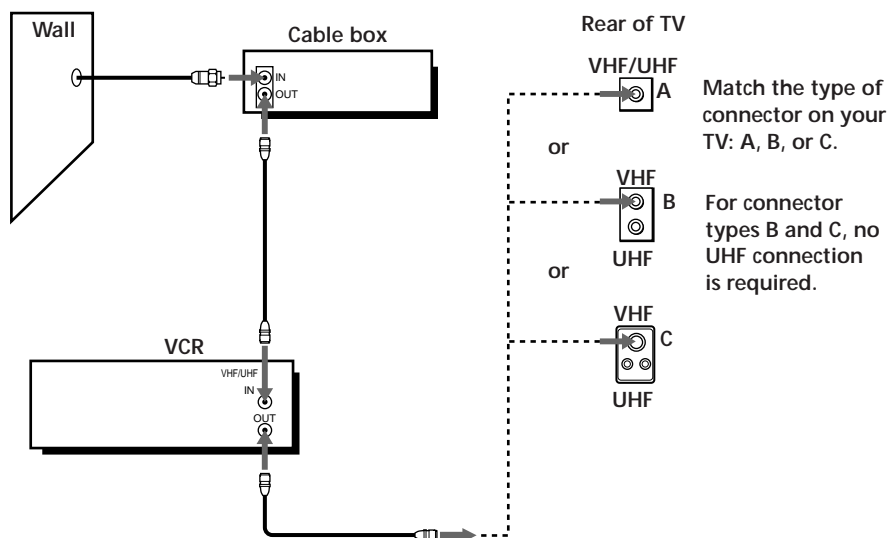 Wall
Cable box
IN
OUT
VCR
VHF/UHF
IN
OUT
Rear of TV
VHF/UHF
A
or
VHF
B
UHF
or
VHF
C
UHF
Match the type of
connector on your
TV: A, B, or C.
For connector
types B and C, no
UHF connection
is required.